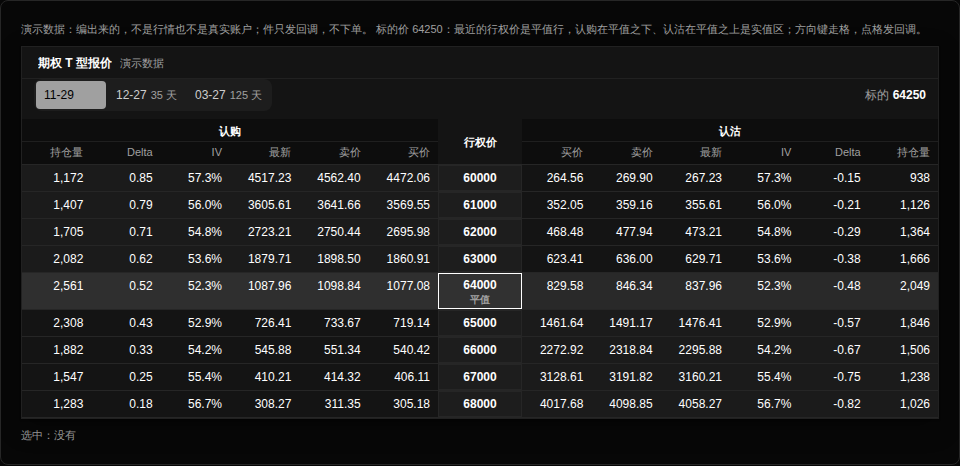 演示数据：编出来的，不是行情也不是真实账户；件只发回调，不下单。 标的价 64250：最近的行权价是平值行，认购在平值之下、认沽在平值之上是实值区；方向键走格，点格发回调。
期权 T 型报价 演示数据
11-29 12-27 35 天 03-27 125 天 标的 64250
认购 行权价 认沽
持仓量 Delta IV 最新 卖价 买价 买价 卖价 最新 IV Delta 持仓量
1,172 0.85 57.3% 4517.23 4562.40 4472.06 60000 264.56 269.90 267.23 57.3% -0.15 938
1,407 0.79 56.0% 3605.61 3641.66 3569.55 61000 352.05 359.16 355.61 56.0% -0.21 1,126
1,705 0.71 54.8% 2723.21 2750.44 2695.98 62000 468.48 477.94 473.21 54.8% -0.29 1,364
2,082 0.62 53.6% 1879.71 1898.50 1860.91 63000 623.41 636.00 629.71 53.6% -0.38 1,666
2,561 0.52 52.3% 1087.96 1098.84 1077.08 64000 829.58 846.34 837.96 52.3% -0.48 2,049
平值
2,308 0.43 52.9% 726.41 733.67 719.14 65000 1461.64 1491.17 1476.41 52.9% -0.57 1,846
1,882 0.33 54.2% 545.88 551.34 540.42 66000 2272.92 2318.84 2295.88 54.2% -0.67 1,506
1,547 0.25 55.4% 410.21 414.32 406.11 67000 3128.61 3191.82 3160.21 55.4% -0.75 1,238
1,283 0.18 56.7% 308.27 311.35 305.18 68000 4017.68 4098.85 4058.27 56.7% -0.82 1,026
选中：没有